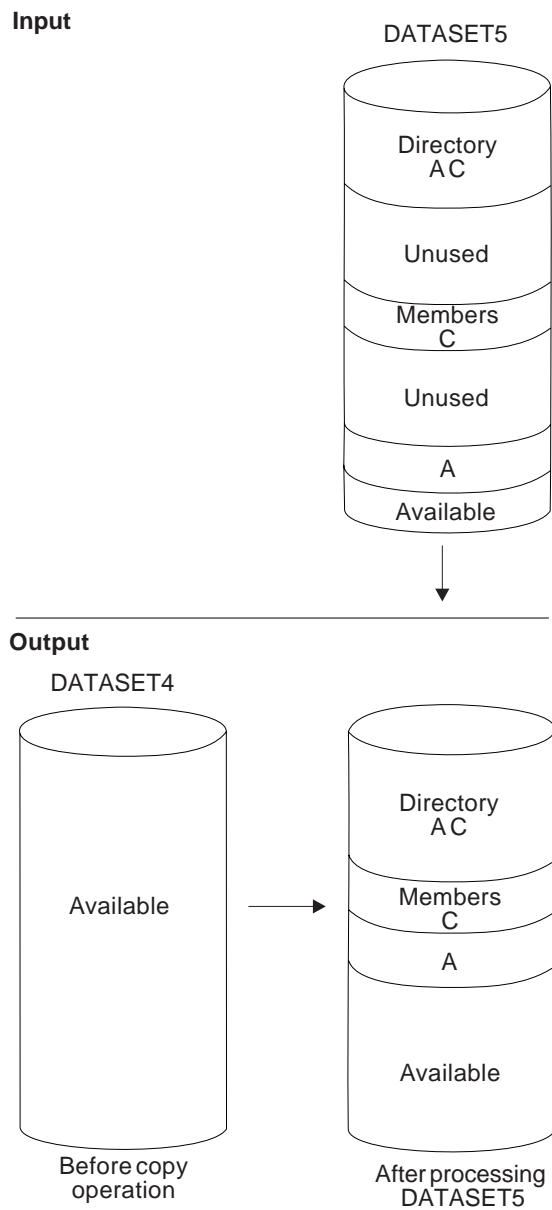 Input
DATASET5
Directory
A C
Unused
Members
C
Unused
A
Available
Output
DATASET4
Available
Before copy
operation
Directory
A C
Members
C
A
Available
After processing
DATASET5